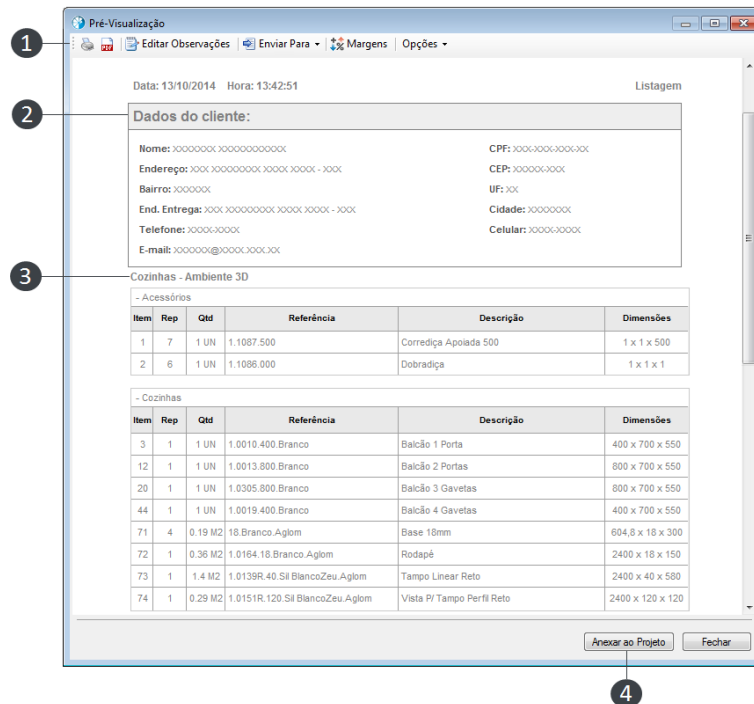 Pré-Visualização
1
PDF Editar Observações Enviar Para Margens Opções
Data: 13/10/2014 Hora: 13:42:51 Listagem
2
Dados do cliente:
Nome: XXXXXXX XXXXXXXXXXX CPF: XXX-XXX-XXX-XX
Endereço: XXX XXXXXXXX XXXX XXXX - XXX CEP: XXXXX-XXX
Bairro: XXXXXX UF: XX
End. Entrega: XXX XXXXXXXX XXXX XXXX - XXX Cidade: XXXXXXX
Telefone: XXXX-XXXX Celular: XXXX-XXXX
E-mail: XXXXXX@XXXX.XXX.XX
3
Cozinhas - Ambiente 3D
- Acessórios
Item Rep Qtd Referência Descrição Dimensões
1 7 1 UN 1.1087.500 Corrediça Apoiada 500 1 x 1 x 500
2 6 1 UN 1.1086.000 Dobradiça 1 x 1 x 1
- Cozinhas
Item Rep Qtd Referência Descrição Dimensões
3 1 1 UN 1.0010.400.Branco Balcão 1 Porta 400 x 700 x 550
12 1 1 UN 1.0013.800.Branco Balcão 2 Portas 800 x 700 x 550
20 1 1 UN 1.0305.800.Branco Balcão 3 Gavetas 800 x 700 x 550
44 1 1 UN 1.0019.400.Branco Balcão 4 Gavetas 400 x 700 x 550
71 4 0.19 M2 18.Branco.Aglom Base 18mm 604,8 x 18 x 300
72 1 0.36 M2 1.0164.18.Branco.Aglom Rodapé 2400 x 18 x 150
73 1 1.4 M2 1.0139R.40.Sil BlancoZeu.Aglom Tampo Linear Reto 2400 x 40 x 580
74 1 0.29 M2 1.0151R.120.Sil BlancoZeu.Aglom Vista P/ Tampo Perfil Reto 2400 x 120 x 120
Anexar ao Projeto Fechar
4